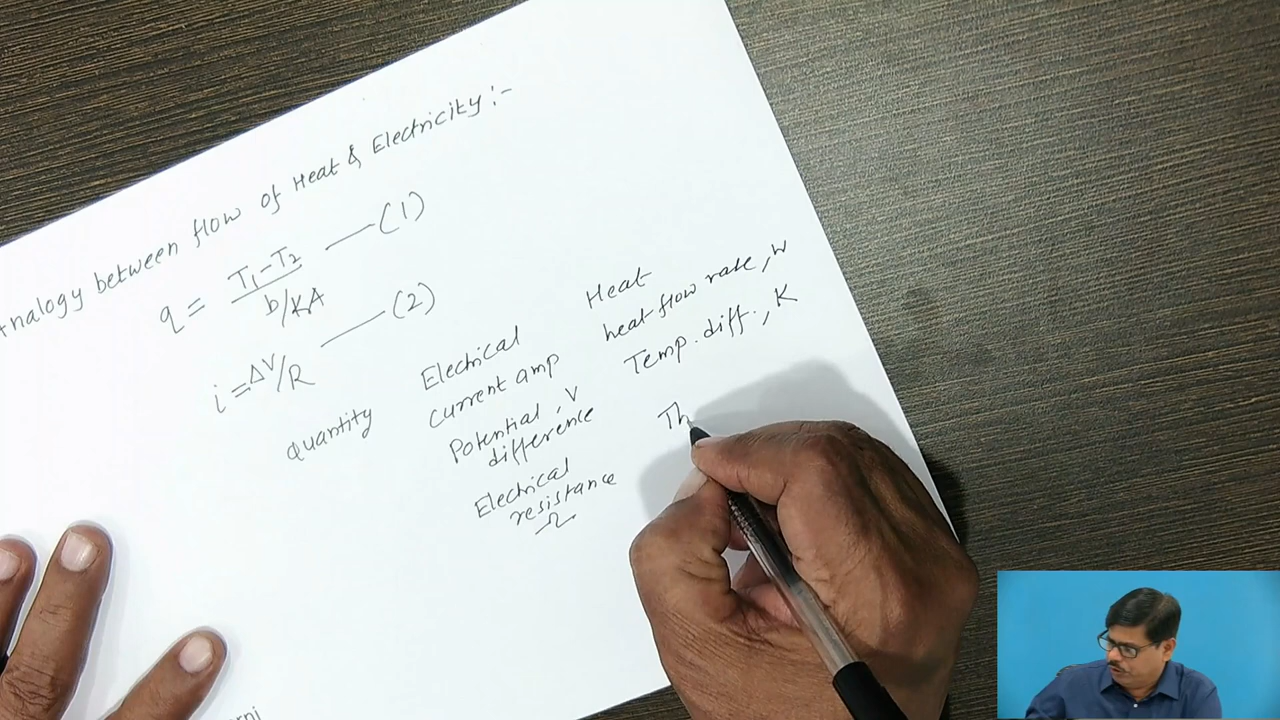 Analogy between flow of Heat & Electricity :-
q = T1-T2 / b/KA —(1)
i = ΔV/R —(2)
Quantity Electrical Heat
current amp heat flow rate, W
Potential, V Temp. diff., K
difference
Electrical Th
resistance
Ω